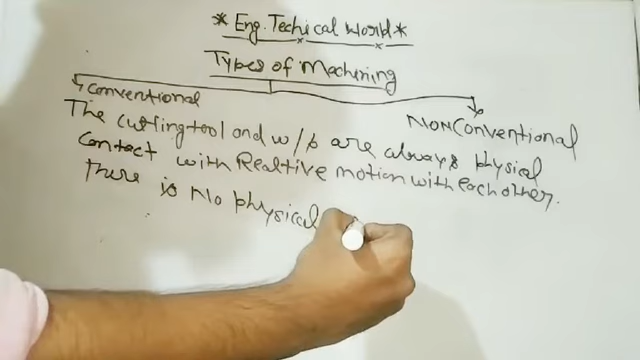 * Eng. Techical World *
Types of Machining
Conventional
NONConventional
The cutting tool and w/p are always physical
Contact with Realtive motion with each other.
there is No physical